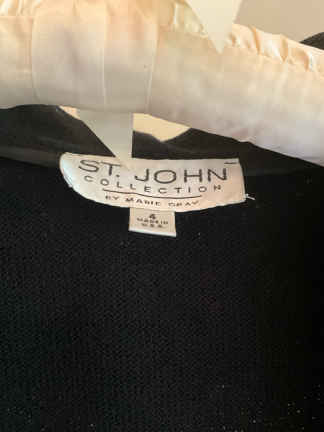 ST. JOHN
COLLECTION
BY MARIE GRAY
4
MADE IN
U.S.A.